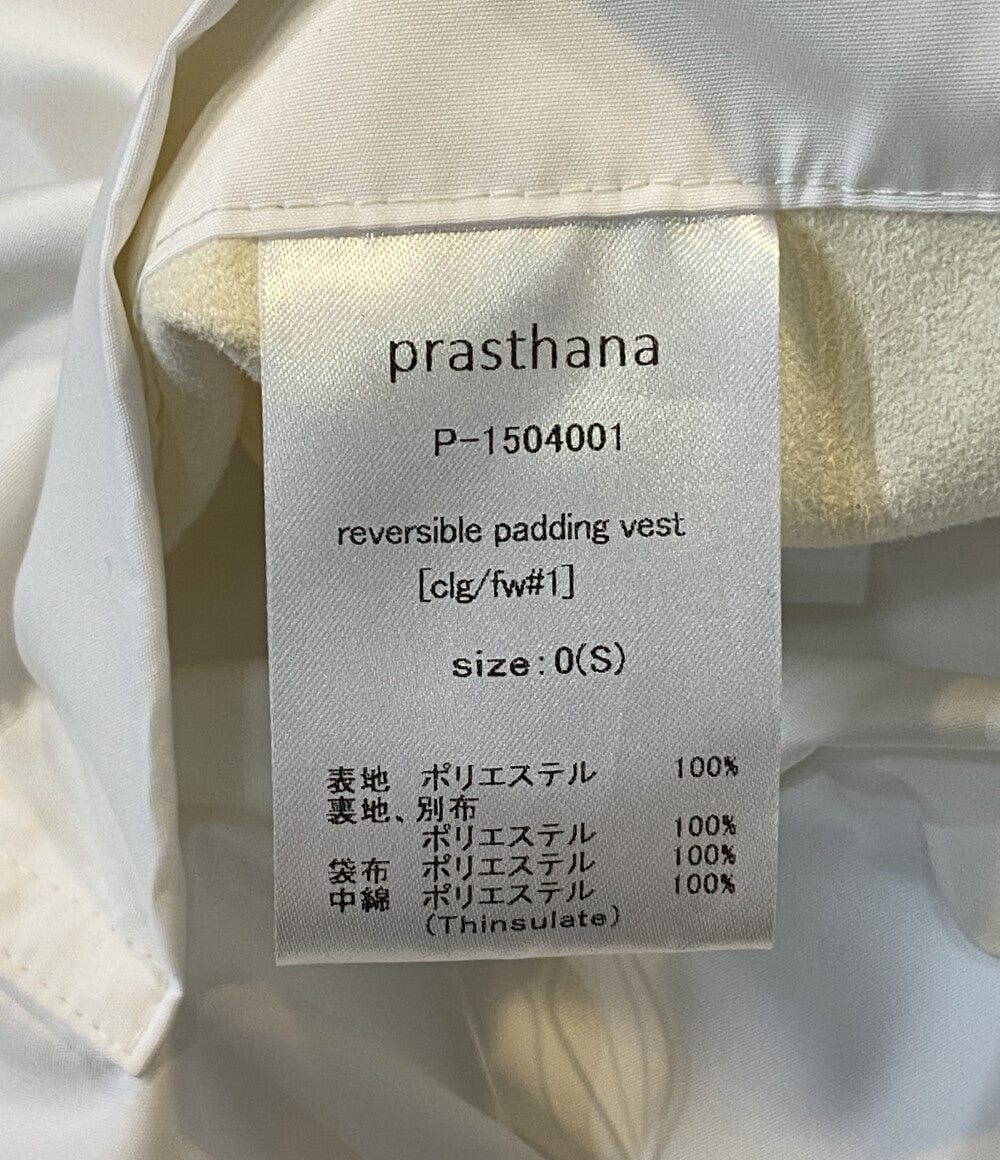 prasthana
P-1504001
reversible padding vest
[clg/fw#1]
size:0(S)
表地 ポリエステル 100%
裏地、別布
ポリエステル 100%
袋布 ポリエステル 100%
中綿 ポリエステル 100%
(Thinsulate)